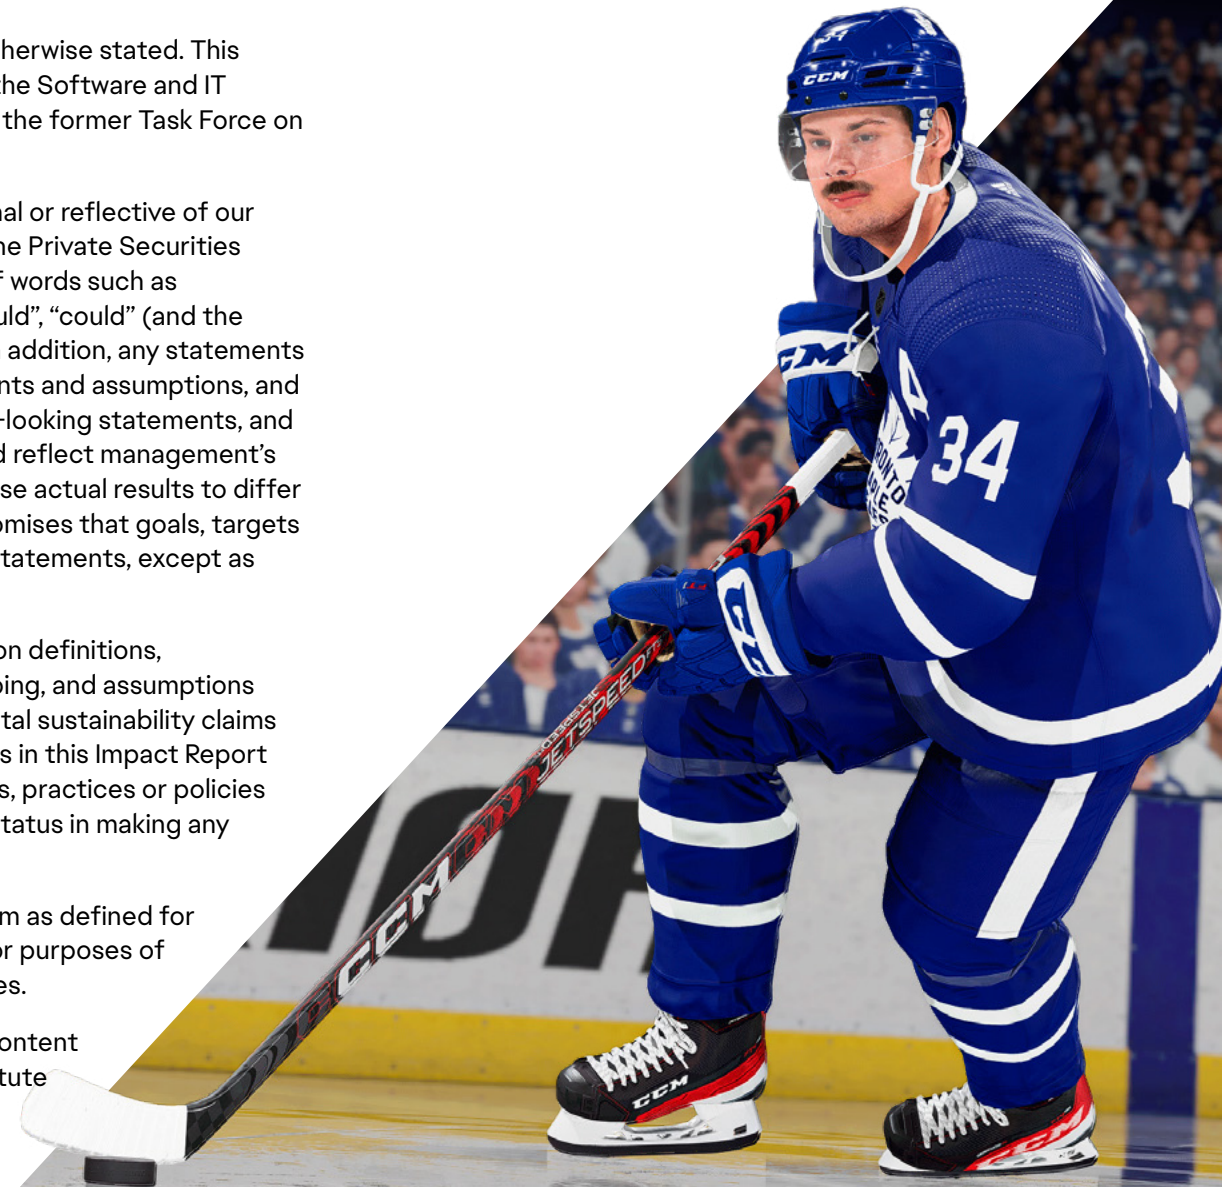 herwise stated. This
the Software and IT
the former Task Force on
nal or reflective of our
he Private Securities
f words such as
uld”, “could” (and the
addition, any statements
nts and assumptions, and
-looking statements, and
d reflect management’s
se actual results to differ
omises that goals, targets
tatements, except as
on definitions,
ping, and assumptions
tal sustainability claims
s in this Impact Report
s, practices or policies
tatus in making any
m as defined for
or purposes of
es.
ontent
tute
34
CCM
CCM
A
34
JETSPEED
JETSPEED FT
CCM
CCM
CCM